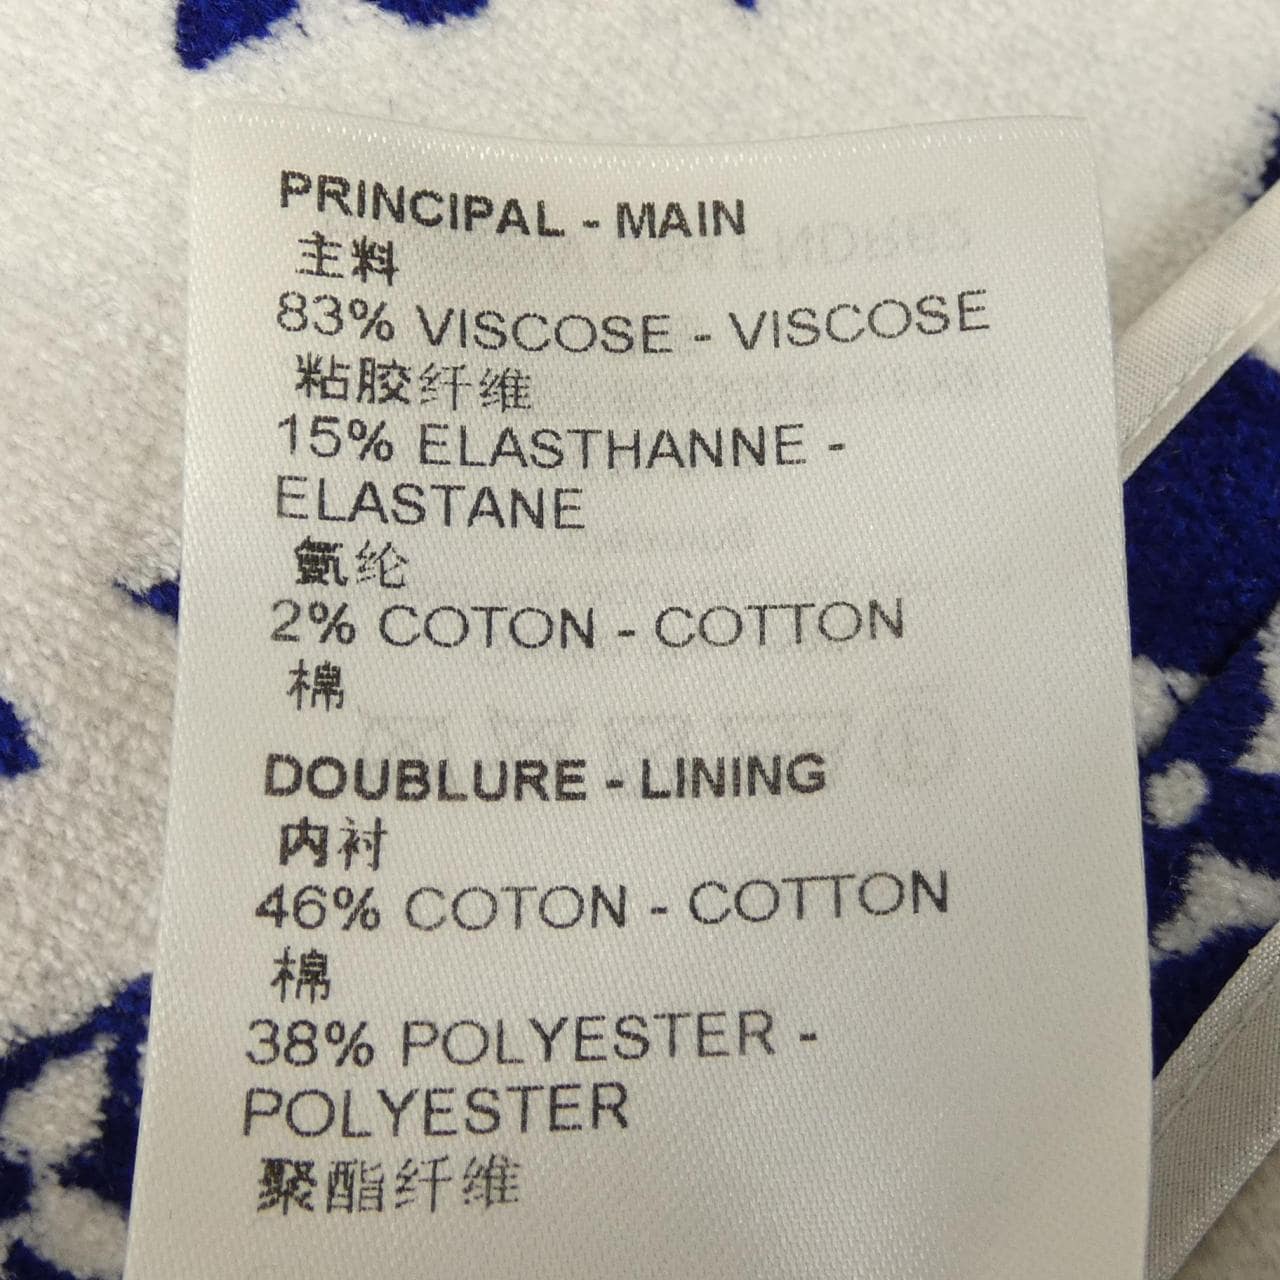 PRINCIPAL - MAIN
主料
83% VISCOSE - VISCOSE
粘胶纤维
15% ELASTHANNE -
ELASTANE
氨纶
2% COTON - COTTON
棉
DOUBLURE - LINING
内衬
46% COTON - COTTON
棉
38% POLYESTER -
POLYESTER
聚酯纤维